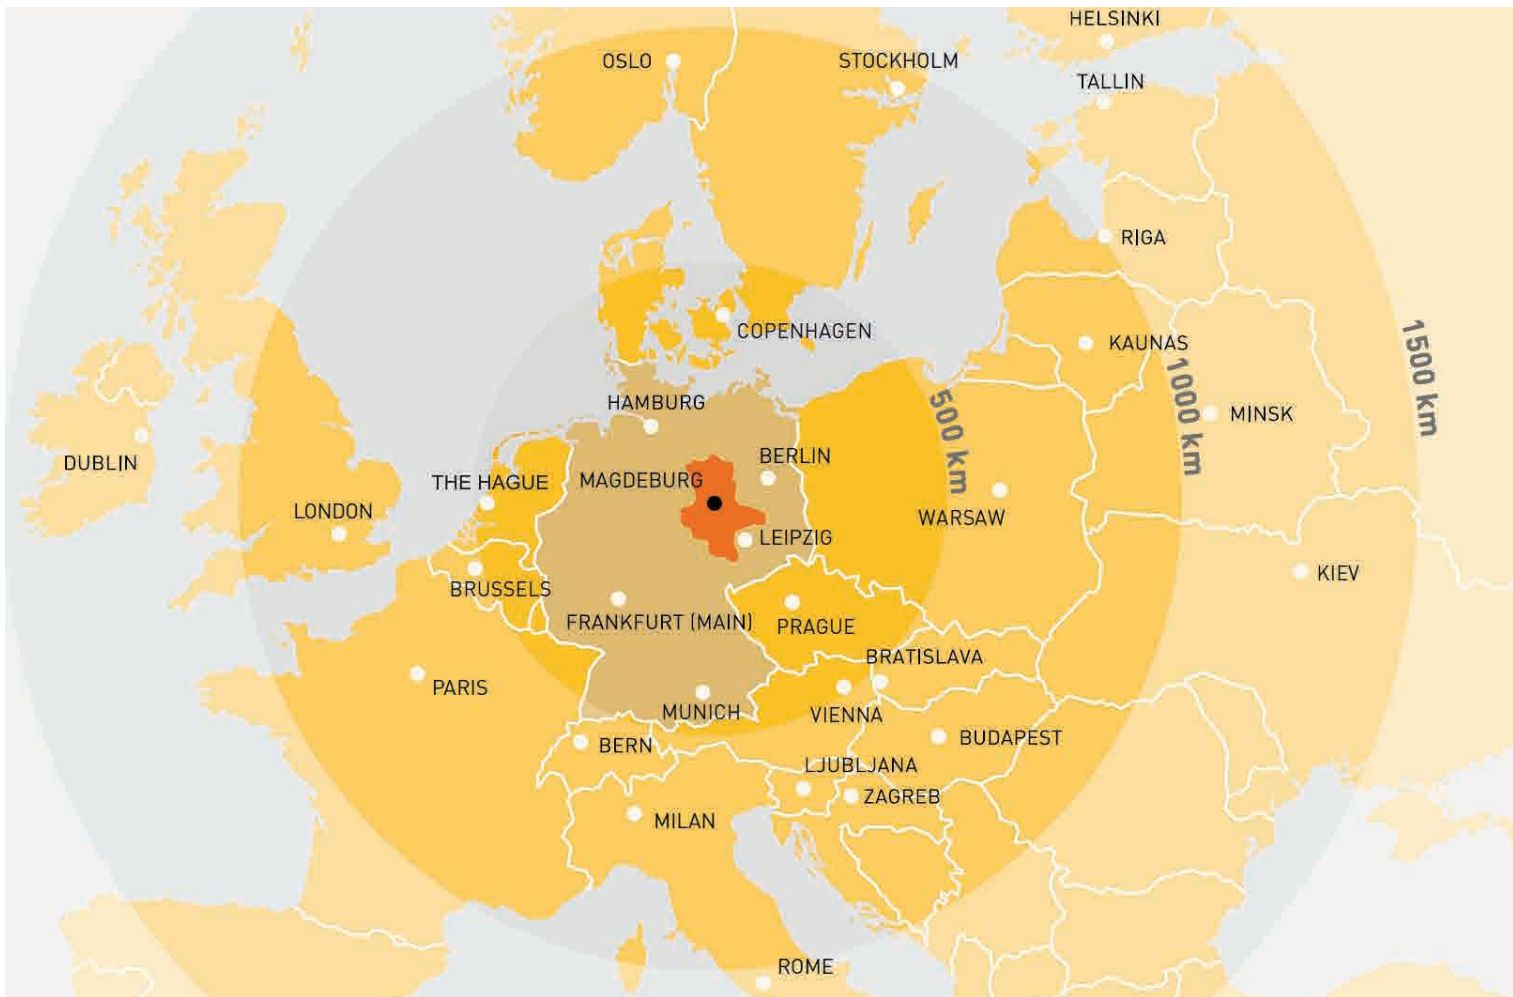 HELSINKI
OSLO
STOCKHOLM
TALLIN
RIGA
COPENHAGEN
KAUNAS
1500 km
1000 km
500 km
HAMBURG
MINSK
DUBLIN
BERLIN
THE HAGUE
MAGDEBURG
LONDON
WARSAW
LEIPZIG
KIEV
BRUSSELS
FRANKFURT (MAIN)
PRAGUE
BRATISLAVA
PARIS
MUNICH
VIENNA
BERN
BUDAPEST
LJUBLJANA
ZAGREB
MILAN
ROME